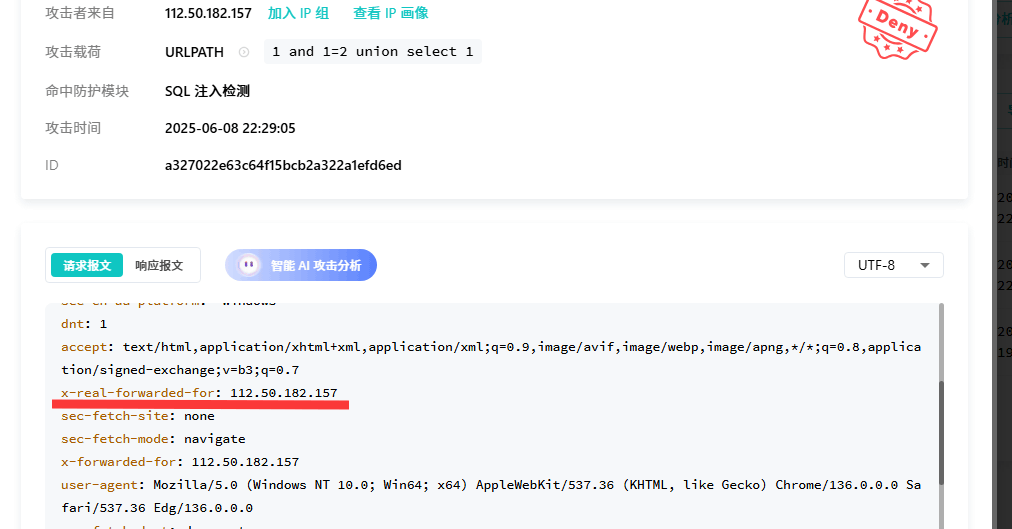 攻击者来自 112.50.182.157 加入 IP 组 查看 IP 画像
Deny
攻击载荷 URLPATH 1 and 1=2 union select 1
命中防护模块 SQL 注入检测
攻击时间 2025-06-08 22:29:05
ID a327022e63c64f15bcb2a322a1efd6ed
请求报文 响应报文 智能 AI 攻击分析 UTF-8
dnt: 1
accept: text/html,application/xhtml+xml,application/xml;q=0.9,image/avif,image/webp,image/apng,*/*;q=0.8,applica
tion/signed-exchange;v=b3;q=0.7
x-real-forwarded-for: 112.50.182.157
sec-fetch-site: none
sec-fetch-mode: navigate
x-forwarded-for: 112.50.182.157
user-agent: Mozilla/5.0 (Windows NT 10.0; Win64; x64) AppleWebKit/537.36 (KHTML, like Gecko) Chrome/136.0.0.0 Sa
fari/537.36 Edg/136.0.0.0